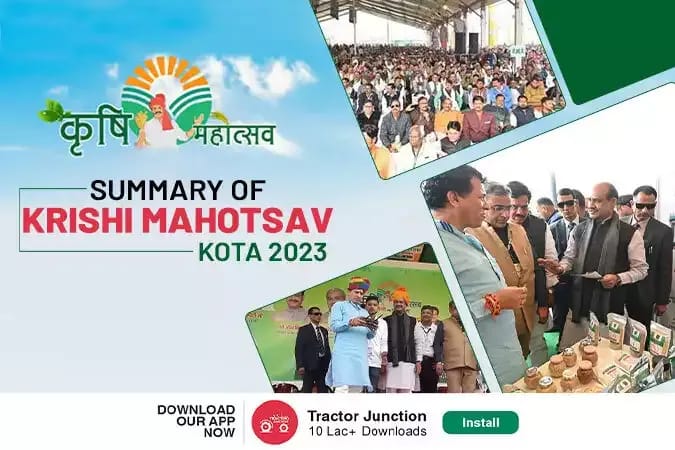 कृषि
महोत्सव
SUMMARY OF
KRISHI MAHOTSAV
KOTA 2023
DOWNLOAD
OUR APP
NOW
Tractor Junction
10 Lac+ Downloads
Install